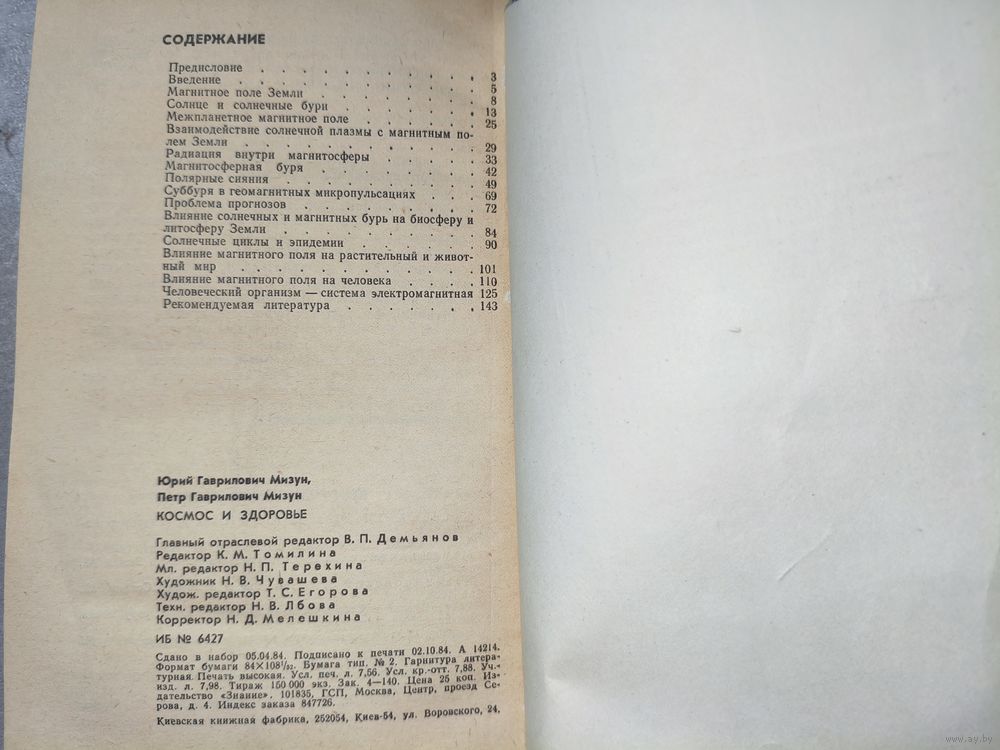 СОДЕРЖАНИЕ
Предисловие . . . . . . . . . . 3
Введение . . . . . . . . . . . 5
Магнитное поле Земли . . . . . . . . 8
Солнце и солнечные бури . . . . . . . 13
Межпланетное магнитное поле . . . . . . 25
Взаимодействие солнечной плазмы с магнитным по-
лем Земли . . . . . . . . . . 29
Радиация внутри магнитосферы . . . . . 33
Магнитосферная буря . . . . . . . . 42
Полярные сияния . . . . . . . . . 49
Суббуря в геомагнитных микропульсациях . . . 69
Проблема прогнозов . . . . . . . . 72
Влияние солнечных и магнитных бурь на биосферу и
литосферу Земли . . . . . . . . 84
Солнечные циклы и эпидемии . . . . . . 90
Влияние магнитного поля на растительный и живот-
ный мир . . . . . . . . . . 101
Влияние магнитного поля на человека . . . . 110
Человеческий организм — система электромагнитная 125
Рекомендуемая литература . . . . . . 143
Юрий Гаврилович Мизун,
Петр Гаврилович Мизун
КОСМОС И ЗДОРОВЬЕ
Главный отраслевой редактор В. П. Демьянов
Редактор К. М. Томилина
Мл. редактор Н. П. Терехина
Художник Н. В. Чувашева
Худож. редактор Т. С. Егорова
Техн. редактор Н. В. Лбова
Корректор Н. Д. Мелешкина
ИБ № 6427
Сдано в набор 05.04.84. Подписано к печати 02.10.84. А 14214.
Формат бумаги 84×108 1/32. Бумага тип. № 2. Гарнитура литера-
турная. Печать высокая. Усл. печ. л. 7,56. Усл. кр.-отт. 7,88. Уч.-
изд. л. 7,98. Тираж 150 000 экз. Зак. 4—140. Цена 25 коп. Из-
дательство «Знание». 101835, ГСП, Москва, Центр, проезд Се-
рова, д. 4. Индекс заказа 847726.
Киевская книжная фабрика, 252054, Киев-54, ул. Воровского, 24.
www.ay.by